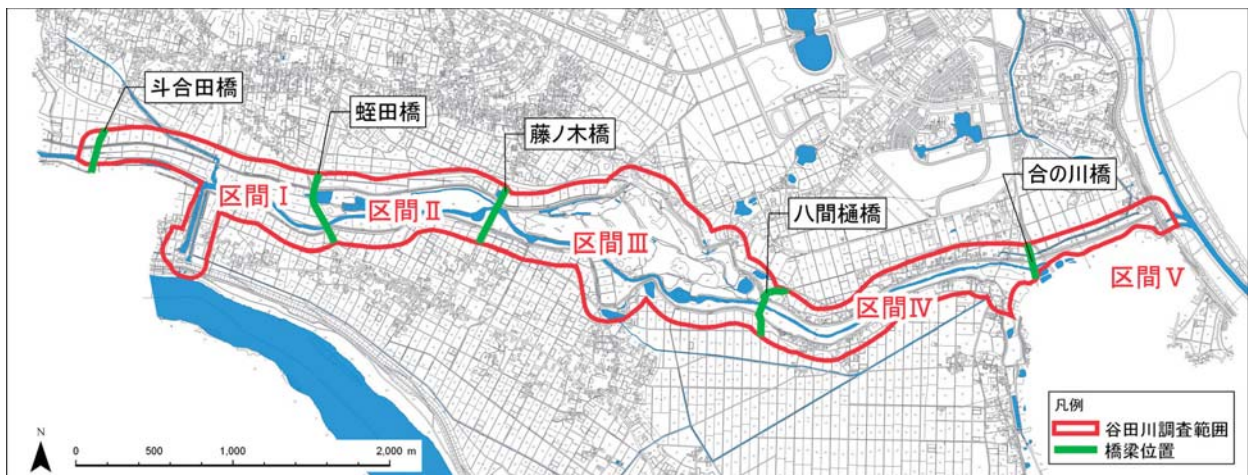 斗合田橋
蛭田橋
藤ノ木橋
合の川橋
八間樋橋
区間Ⅰ
区間Ⅱ
区間Ⅲ
区間Ⅳ
区間Ⅴ
凡例
谷田川調査範囲
橋梁位置
N
0 500 1,000 2,000 m